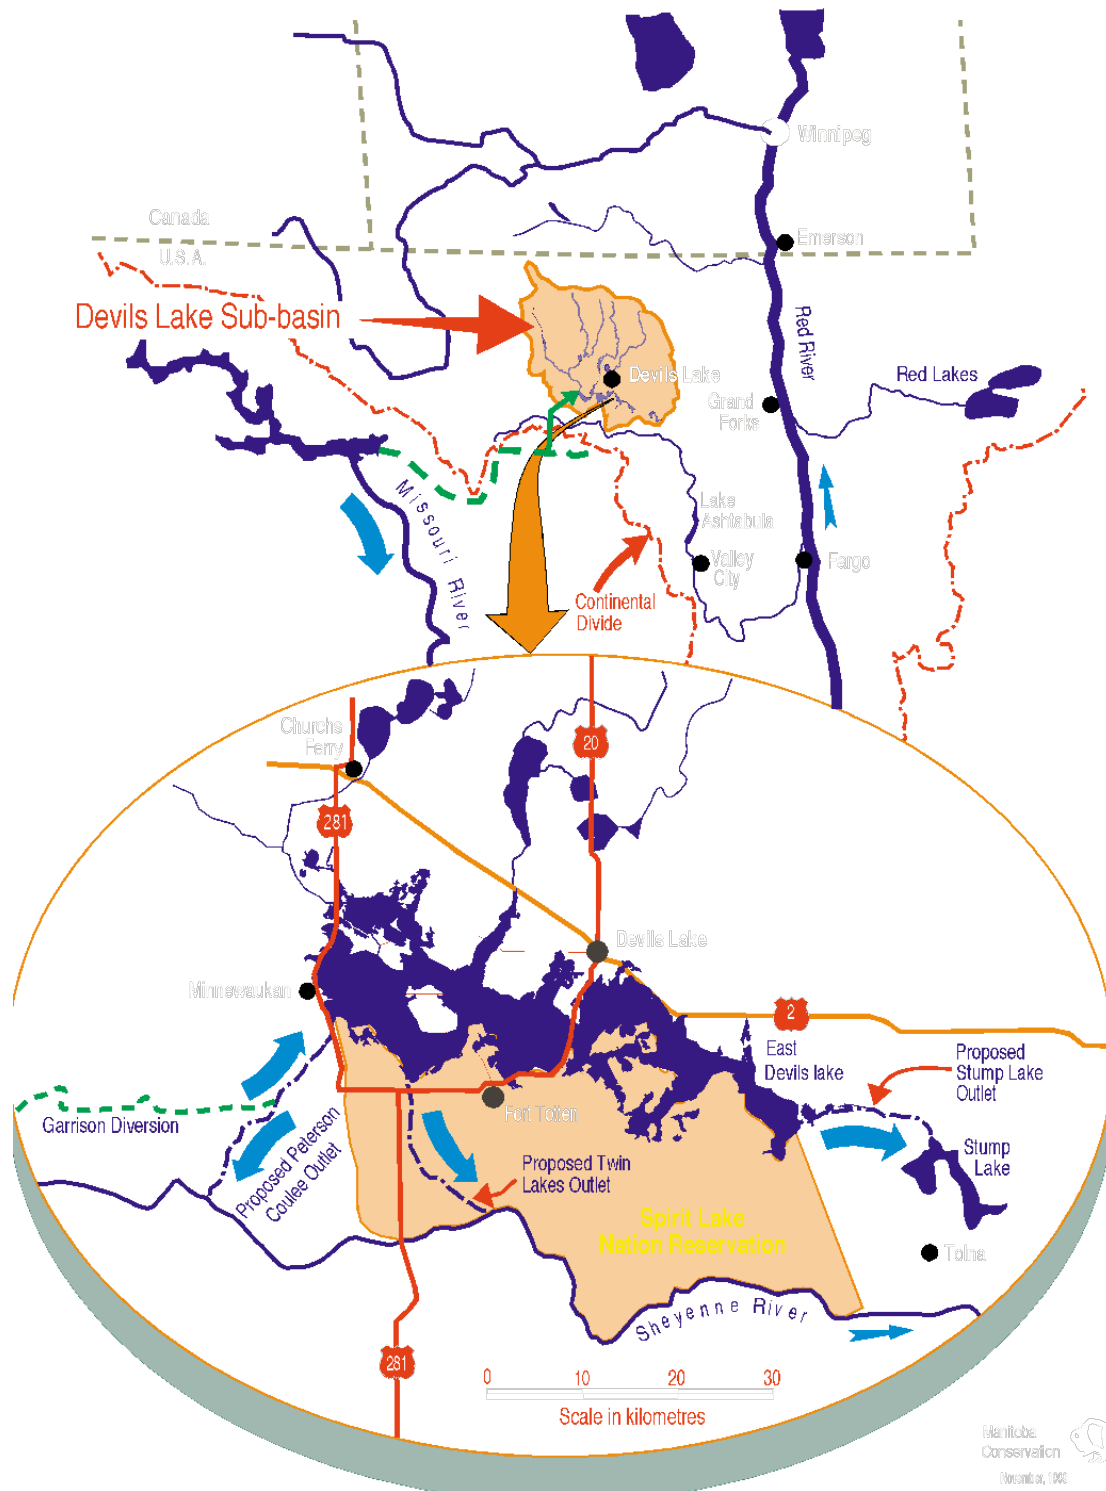 Winnipeg
Canada
U.S.A.
Emerson
Devils Lake Sub-basin
Red River
Devils Lake
Red Lakes
Grand
Forks
Missouri River
Lake
Ashtabula
Valley
City
Fargo
Continental
Divide
Churchs
Ferry
20
281
Devils Lake
Minnewaukan
2
East
Devils lake
Proposed
Stump Lake
Outlet
Garrison Diversion
Fort Totten
Proposed Peterson
Coulee Outlet
Proposed Twin
Lakes Outlet
Stump
Lake
Spirit Lake
Nation Reservation
Tolna
Sheyenne River
281
0 10 20 30
Scale in kilometres
Manitoba
Conservation
November,